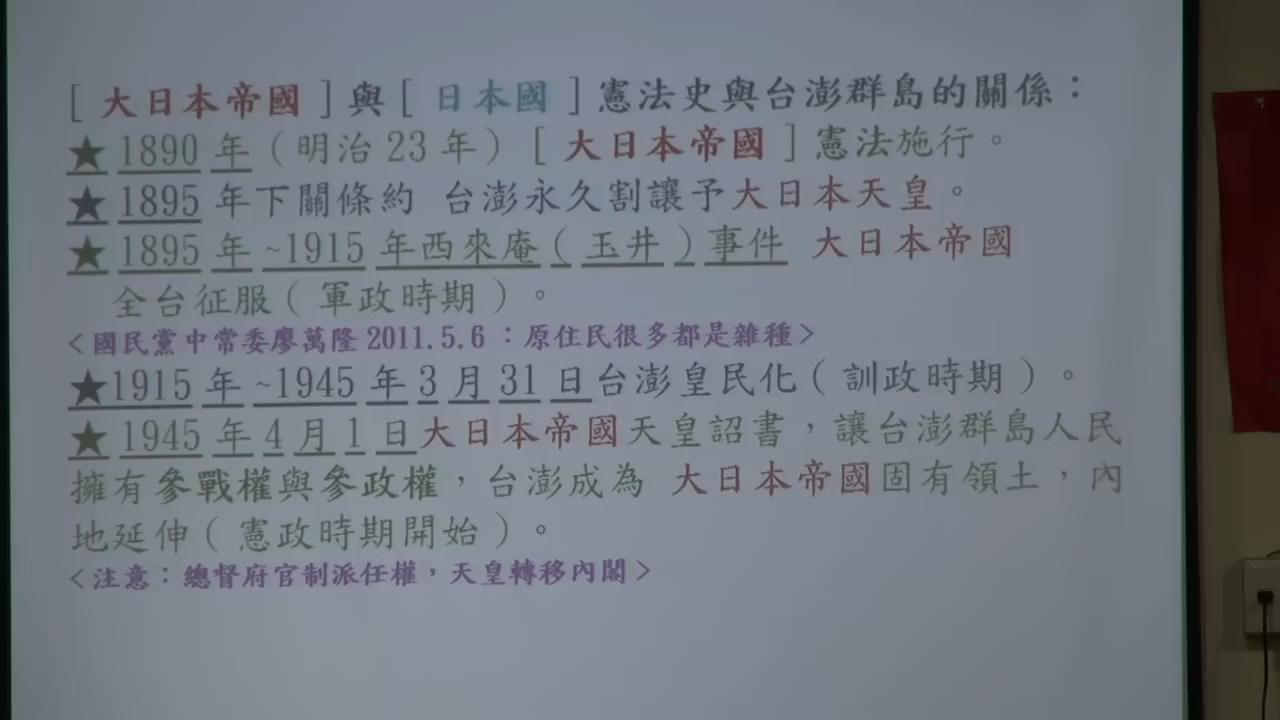 [ 大日本帝國 ] 與 [ 日本國 ] 憲法史與台澎群島的關係：
★ 1890 年（明治 23 年） [ 大日本帝國 ] 憲法施行。
★ 1895 年下關條約 台澎永久割讓予大日本天皇。
★ 1895 年 ~1915 年西來庵（玉井）事件 大日本帝國
全台征服（軍政時期）。
<國民黨中常委廖萬隆 2011.5.6：原住民很多都是雜種>
★1915 年 ~1945 年 3 月 31 日台澎皇民化（訓政時期）。
★ 1945 年 4 月 1 日大日本帝國天皇詔書，讓台澎群島人民
擁有參戰權與參政權，台澎成為 大日本帝國固有領土，內
地延伸（憲政時期開始）。
<注意：總督府官制派任權，天皇轉移內閣>